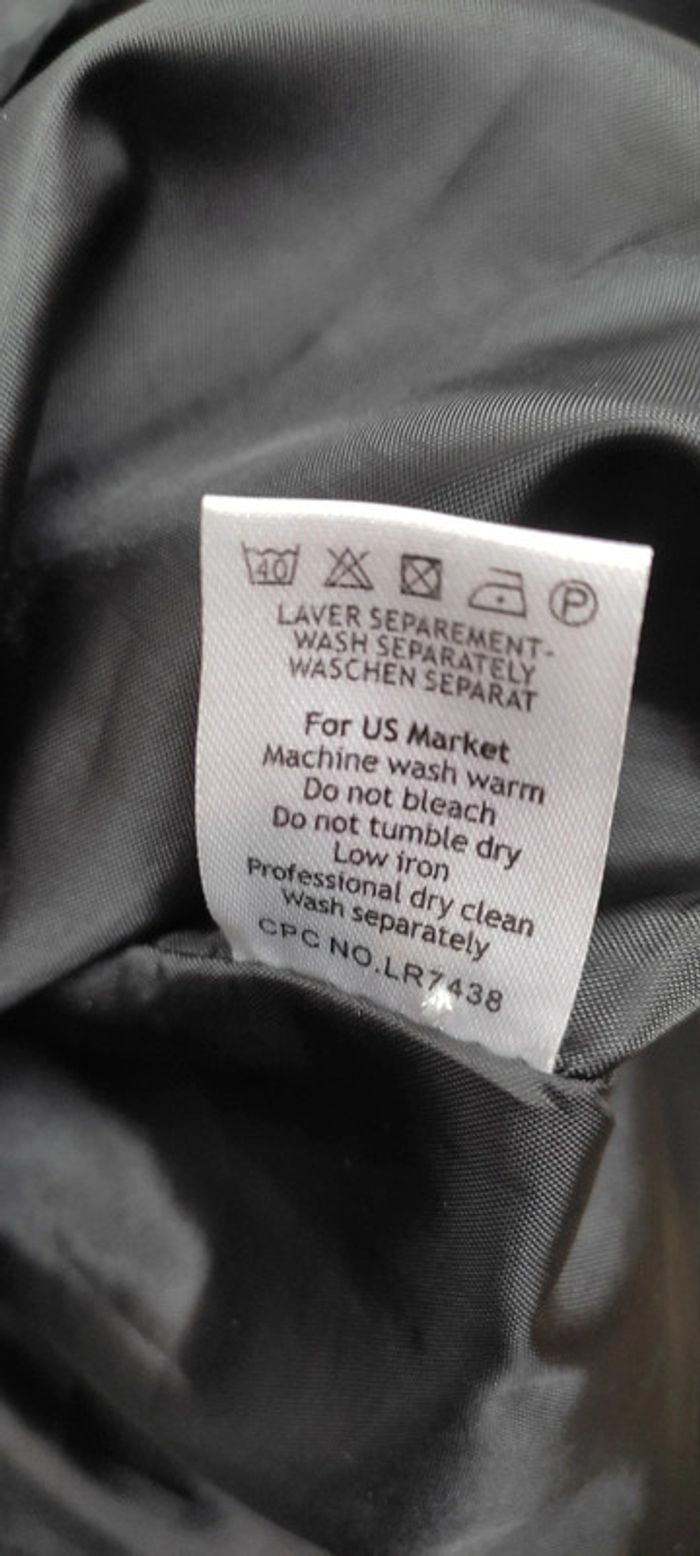 40 P
LAVER SEPAREMENT-
WASH SEPARATELY
WASCHEN SEPARAT
For US Market
Machine wash warm
Do not bleach
Do not tumble dry
Low iron
Professional dry clean
Wash separately
CPC NO.LR7438